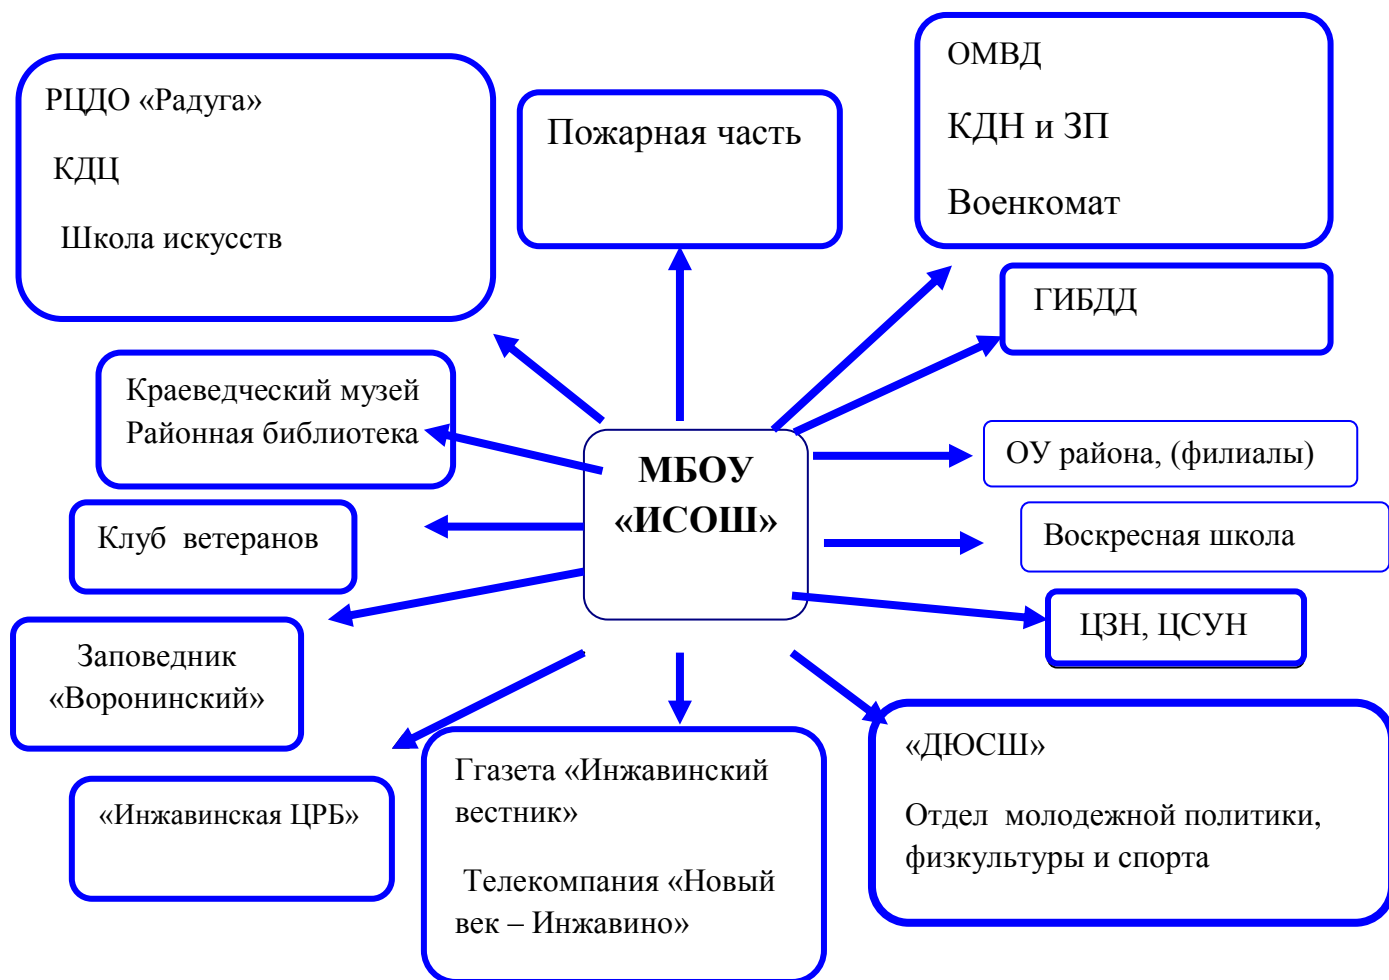 РЦДО «Радуга»
КДЦ
Школа искусств
Пожарная часть
ОМВД
КДН и ЗП
Военкомат
ГИБДД
Краеведческий музей
Районная библиотека
МБОУ
«ИСОШ»
ОУ района, (филиалы)
Клуб ветеранов
Воскресная школа
ЦЗН, ЦСУН
Заповедник
«Воронинский»
«Инжавинская ЦРБ»
Ггазета «Инжавинский
вестник»
Телекомпания «Новый
век – Инжавино»
«ДЮСШ»
Отдел молодежной политики,
физкультуры и спорта